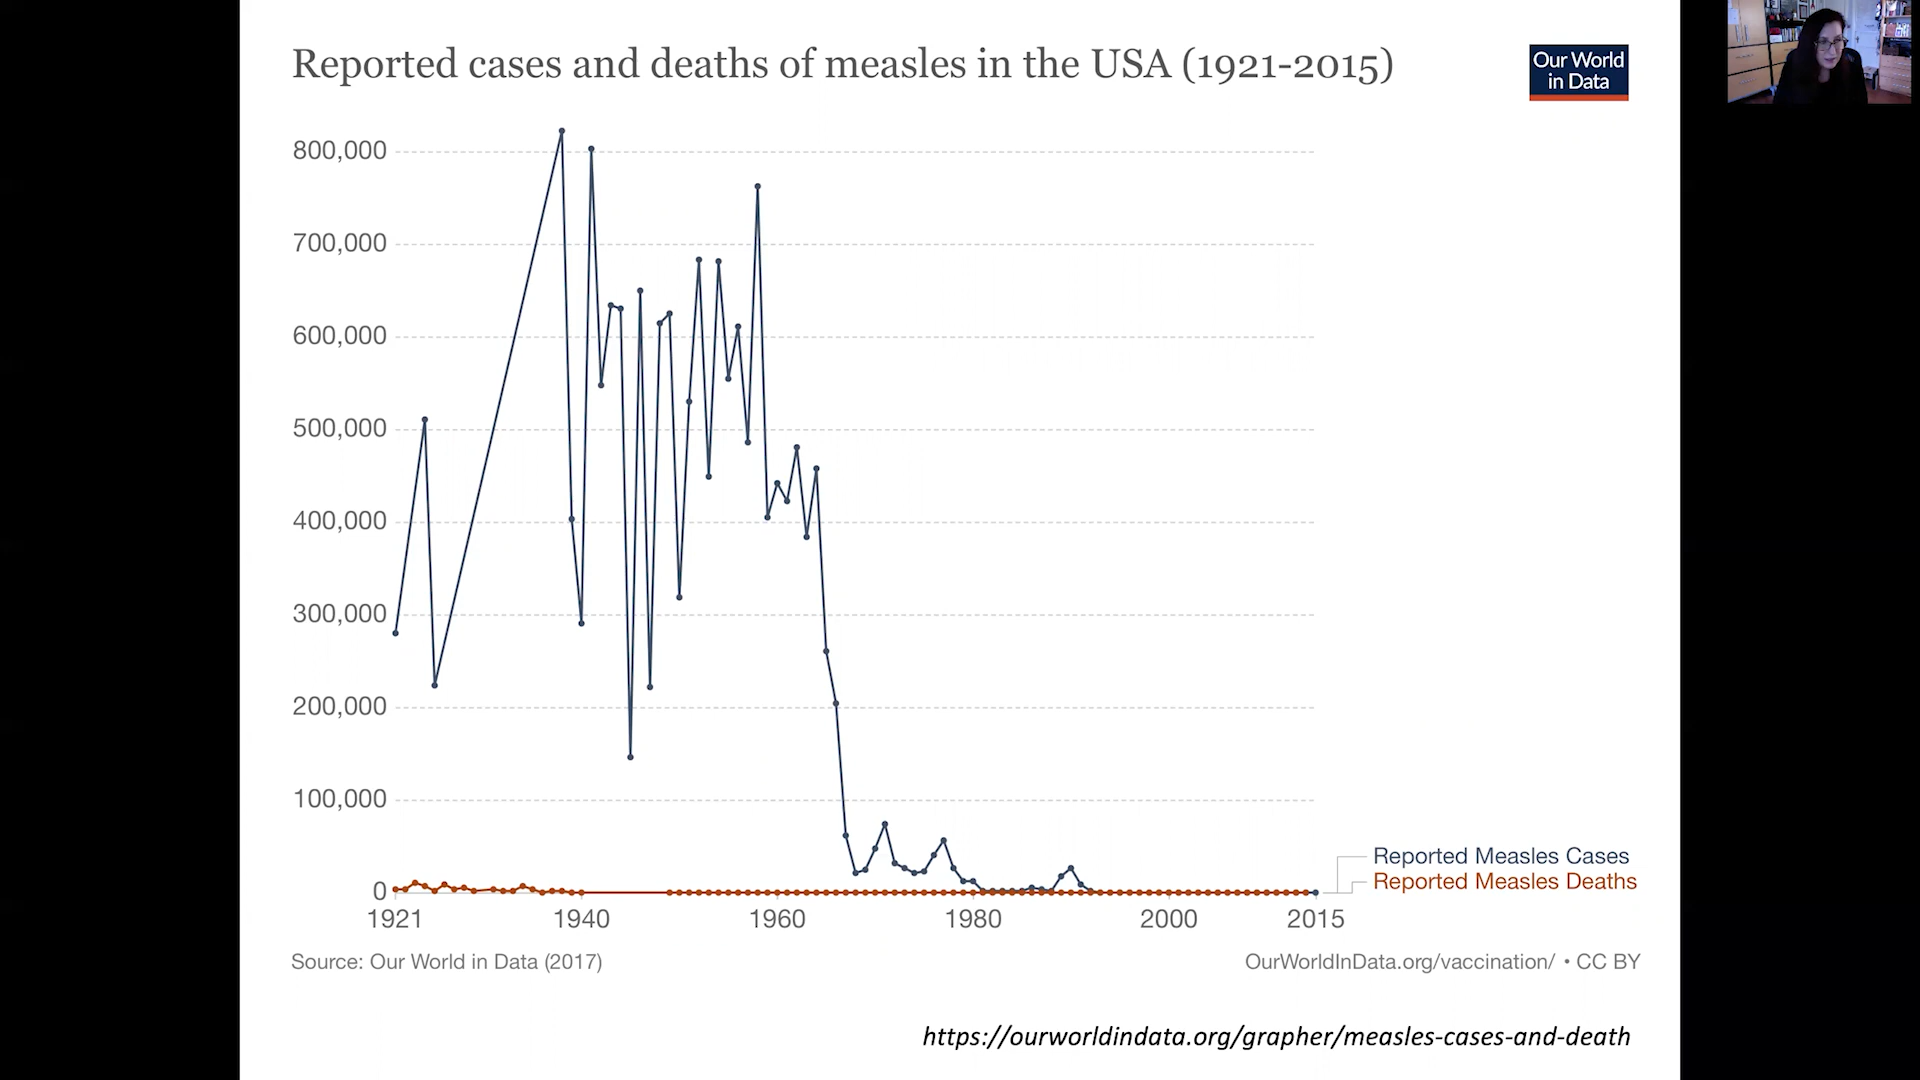 Reported cases and deaths of measles in the USA (1921-2015)
Our World
in Data
800,000
700,000
600,000
500,000
400,000
300,000
200,000
100,000
0
1921
1940
1960
1980
2000
2015
Reported Measles Cases
Reported Measles Deaths
Source: Our World in Data (2017)
OurWorldInData.org/vaccination/ • CC BY
https://ourworldindata.org/grapher/measles-cases-and-death